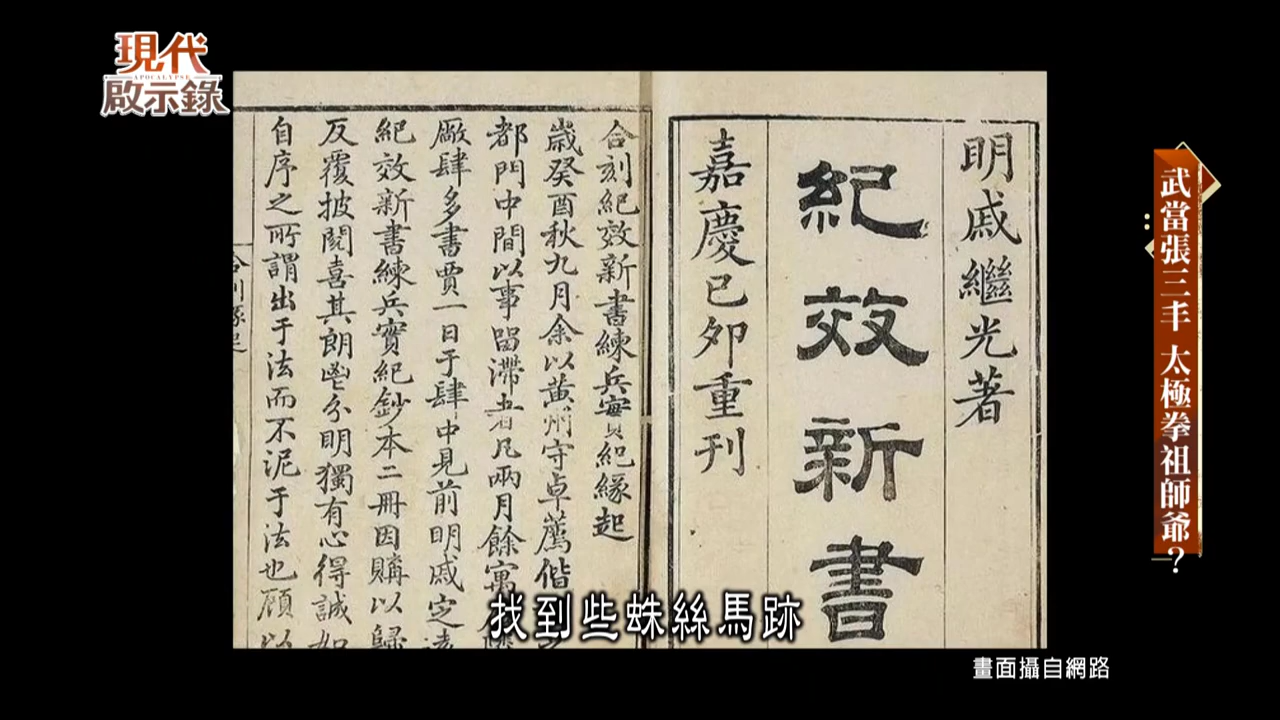 現代
APOCALYPSE
啟示錄
武當張三丰 太極拳祖師爺?
明戚繼光著
紀效新書
嘉慶己卯重刊
合刻紀效新書練兵實紀緣起
歲癸酉秋九月余以黃州守卓薦偕
都門中間以事留滯者凡兩月餘寓
廠肆多書賈一日于肆中見前明戚定遠
紀效新書練兵實紀鈔本二冊因購以歸
反覆披閱喜其朗鬯分明獨有心得誠如
自序之所謂出于法而不泥于法也顧以
找到些蛛絲馬跡
畫面攝自網路